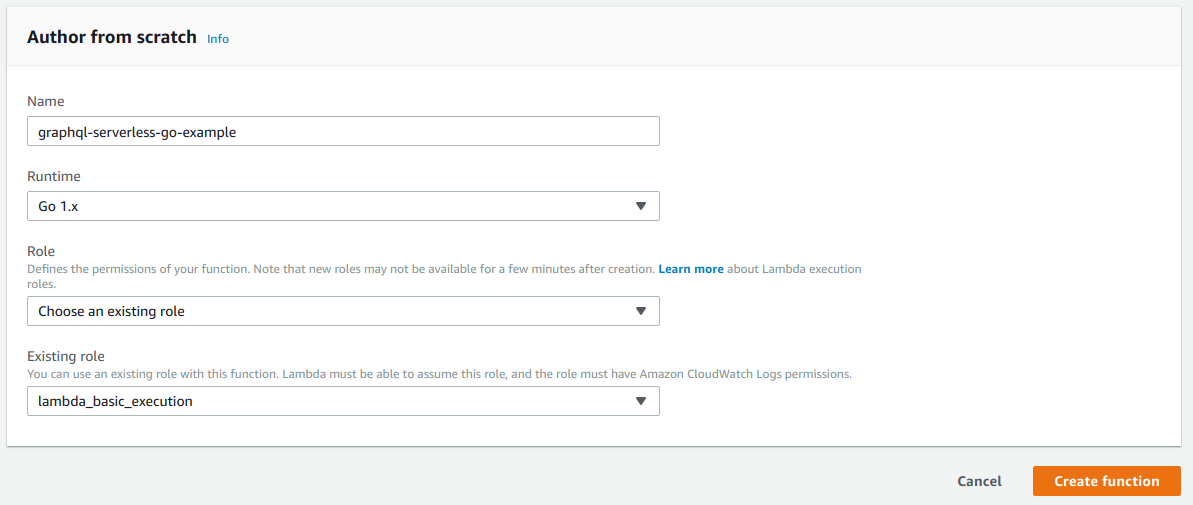 Author from scratch Info
Name
graphql-serverless-go-example
Runtime
Go 1.x
Role
Defines the permissions of your function. Note that new roles may not be available for a few minutes after creation. Learn more about Lambda execution
roles.
Choose an existing role
Existing role
You can use an existing role with this function. Lambda must be able to assume this role, and the role must have Amazon CloudWatch Logs permissions.
lambda_basic_execution
Cancel Create function